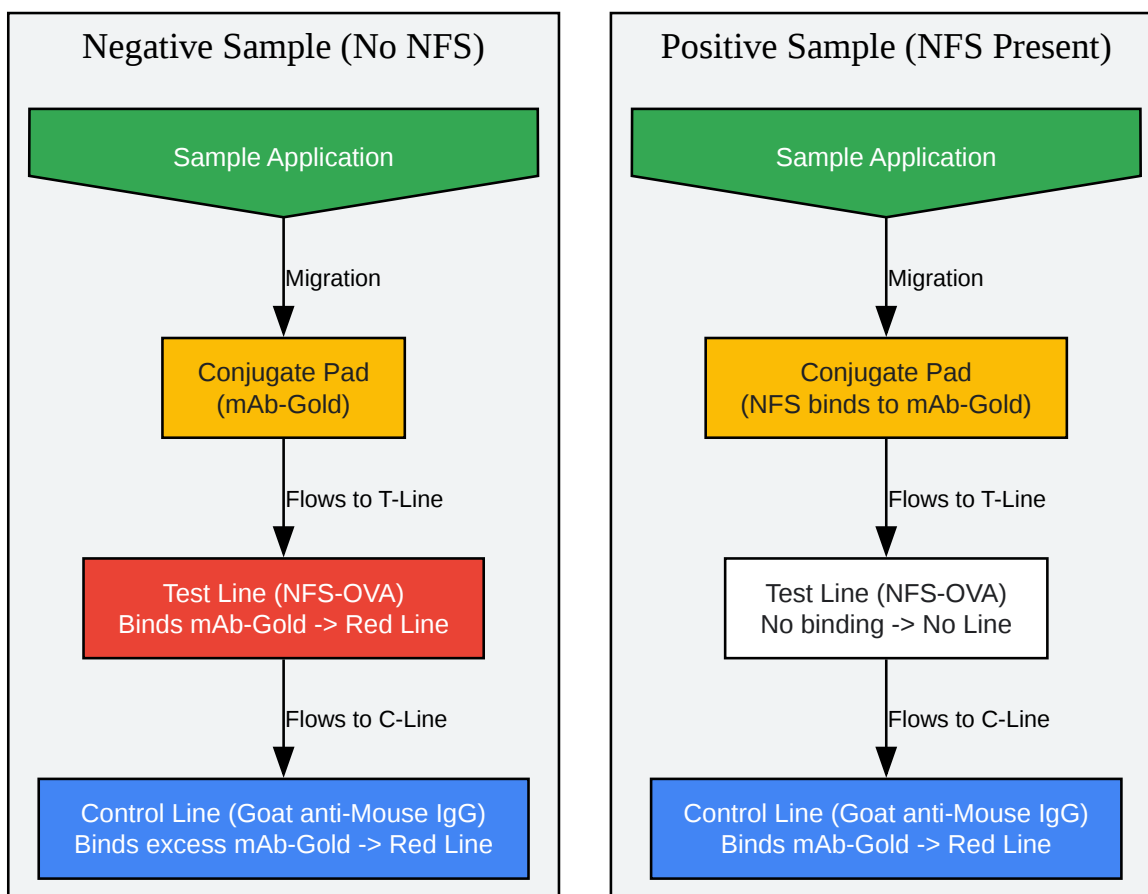 Negative Sample (No NFS)
Sample Application
Migration
Conjugate Pad
(mAb-Gold)
Flows to T-Line
Test Line (NFS-OVA)
Binds mAb-Gold -> Red Line
Flows to C-Line
Control Line (Goat anti-Mouse IgG)
Binds excess mAb-Gold -> Red Line
Positive Sample (NFS Present)
Sample Application
Migration
Conjugate Pad
(NFS binds to mAb-Gold)
Flows to T-Line
Test Line (NFS-OVA)
No binding -> No Line
Flows to C-Line
Control Line (Goat anti-Mouse IgG)
Binds mAb-Gold -> Red Line